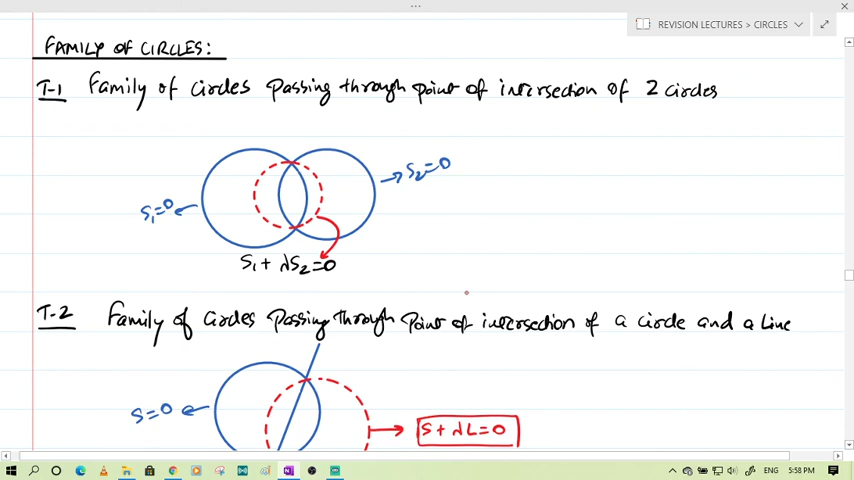 REVISION LECTURES > CIRCLES
FAMILY OF CIRCLES:
T-1 Family of circles passing through point of intersection of 2 circles
S₂=0
S₁=0
S₁ + λS₂=0
T-2 Family of circles passing through point of intersection of a circle and a line
S=0
S + λL = 0
ENG 5:58 PM